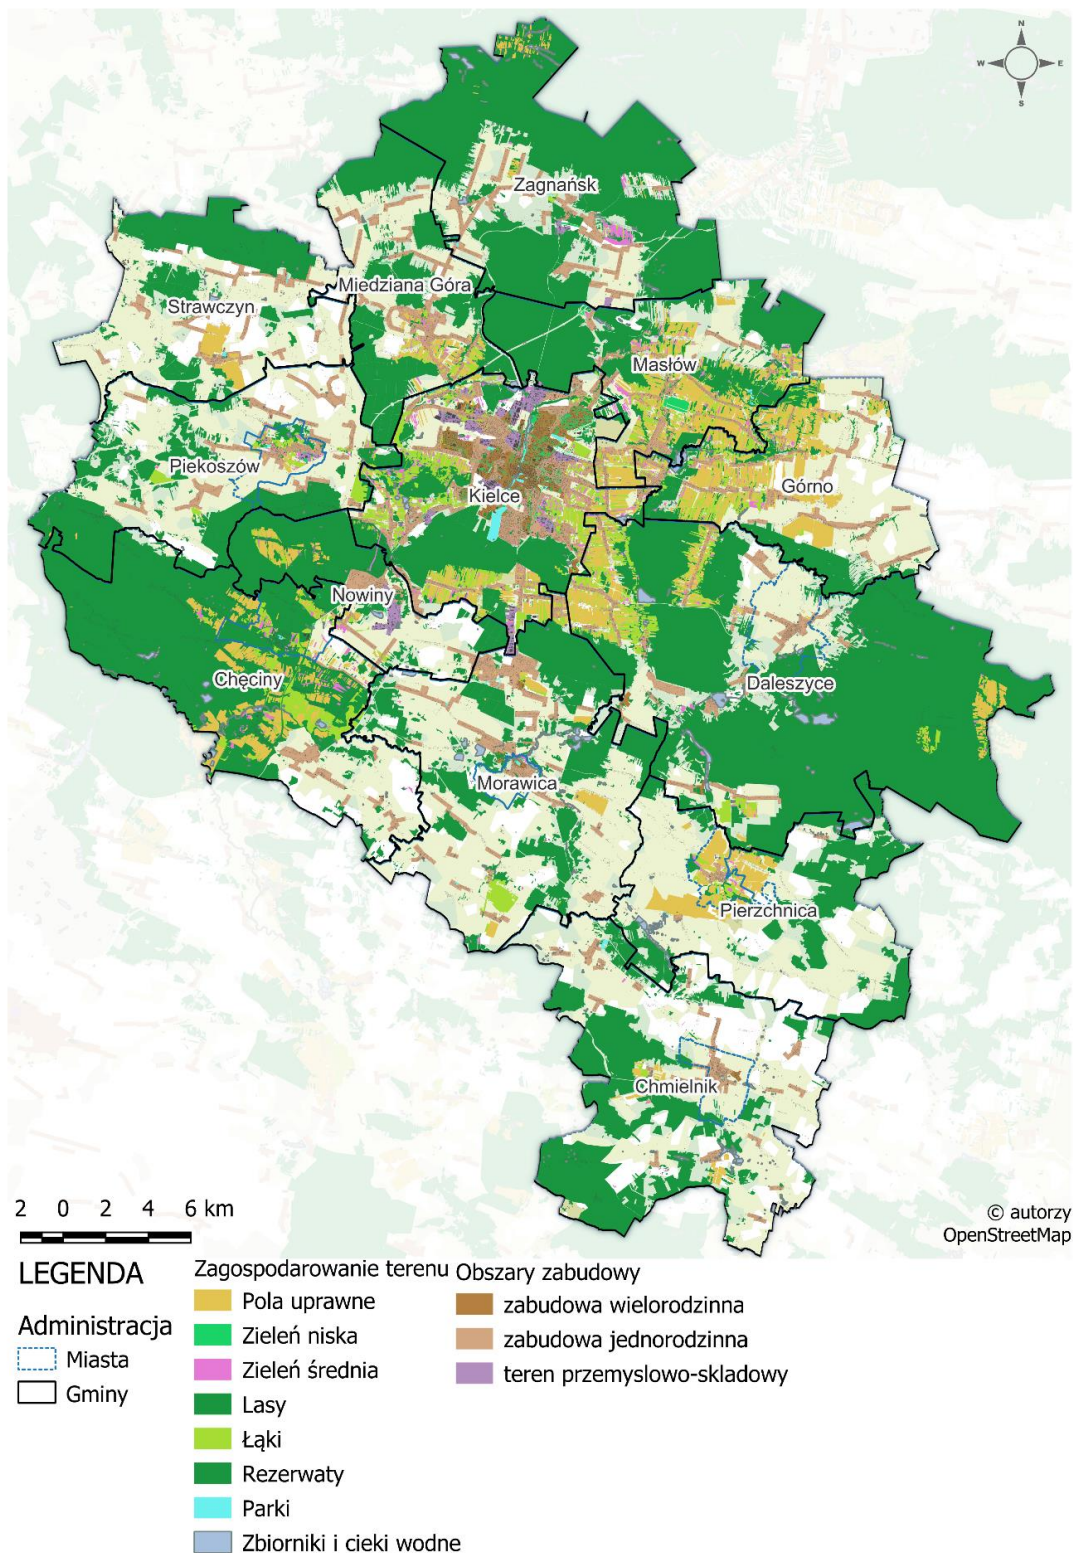 N
W E
S
Zagnańsk
Miedziana Góra
Strawczyn
Masłów
Piekoszów
Kielce
Górno
Nowiny
Chęciny
Daleszyce
Morawica
Pierzchnica
Chmielnik
2 0 2 4 6 km
© autorzy
OpenStreetMap
LEGENDA
Administracja
Miasta
Gminy
Zagospodarowanie terenu
Pola uprawne
Zieleń niska
Zieleń średnia
Lasy
Łąki
Rezerwaty
Parki
Zbiorniki i cieki wodne
Obszary zabudowy
zabudowa wielorodzinna
zabudowa jednorodzinna
teren przemyslowo-skladowy